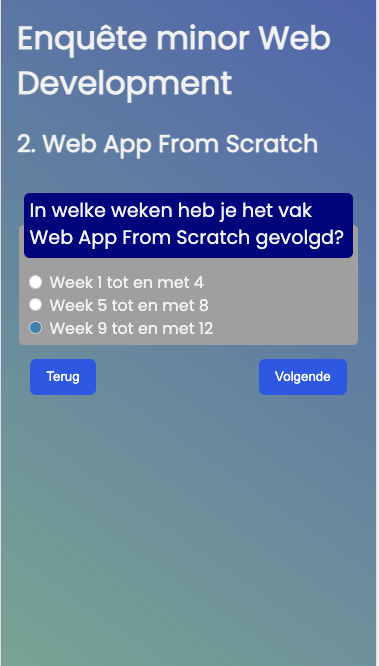 Enquête minor Web
Development
2. Web App From Scratch
In welke weken heb je het vak
Web App From Scratch gevolgd?
Week 1 tot en met 4
Week 5 tot en met 8
Week 9 tot en met 12
Terug
Volgende